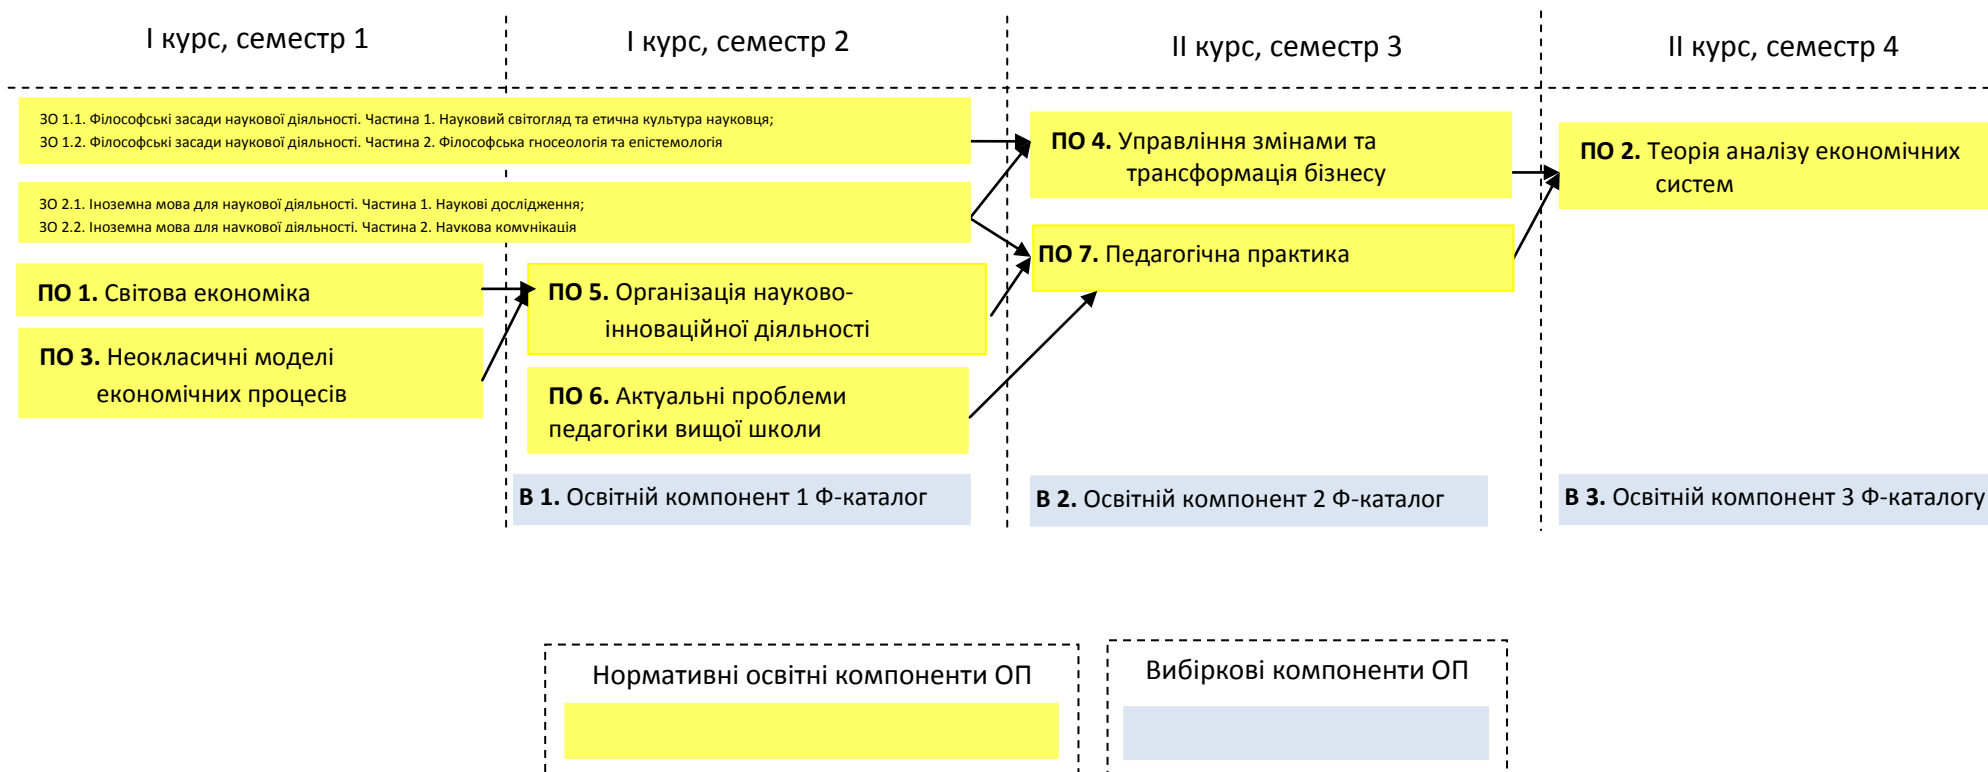 І курс, семестр 1
І курс, семестр 2
ІІ курс, семестр 3
ІІ курс, семестр 4
ЗО 1.1. Філософські засади наукової діяльності. Частина 1. Науковий світогляд та етична культура науковця;
ЗО 1.2. Філософські засади наукової діяльності. Частина 2. Філософська гносеологія та епістемологія
ЗО 2.1. Іноземна мова для наукової діяльності. Частина 1. Наукові дослідження;
ЗО 2.2. Іноземна мова для наукової діяльності. Частина 2. Наукова комунікація
ПО 1. Світова економіка
ПО 3. Неокласичні моделі
економічних процесів
ПО 5. Організація науково-
інноваційної діяльності
ПО 6. Актуальні проблеми
педагогіки вищої школи
В 1. Освітній компонент 1 Ф-каталог
ПО 4. Управління змінами та
трансформація бізнесу
ПО 7. Педагогічна практика
В 2. Освітній компонент 2 Ф-каталог
ПО 2. Теорія аналізу економічних
систем
В 3. Освітній компонент 3 Ф-каталогу
Нормативні освітні компоненти ОП
Вибіркові компоненти ОП